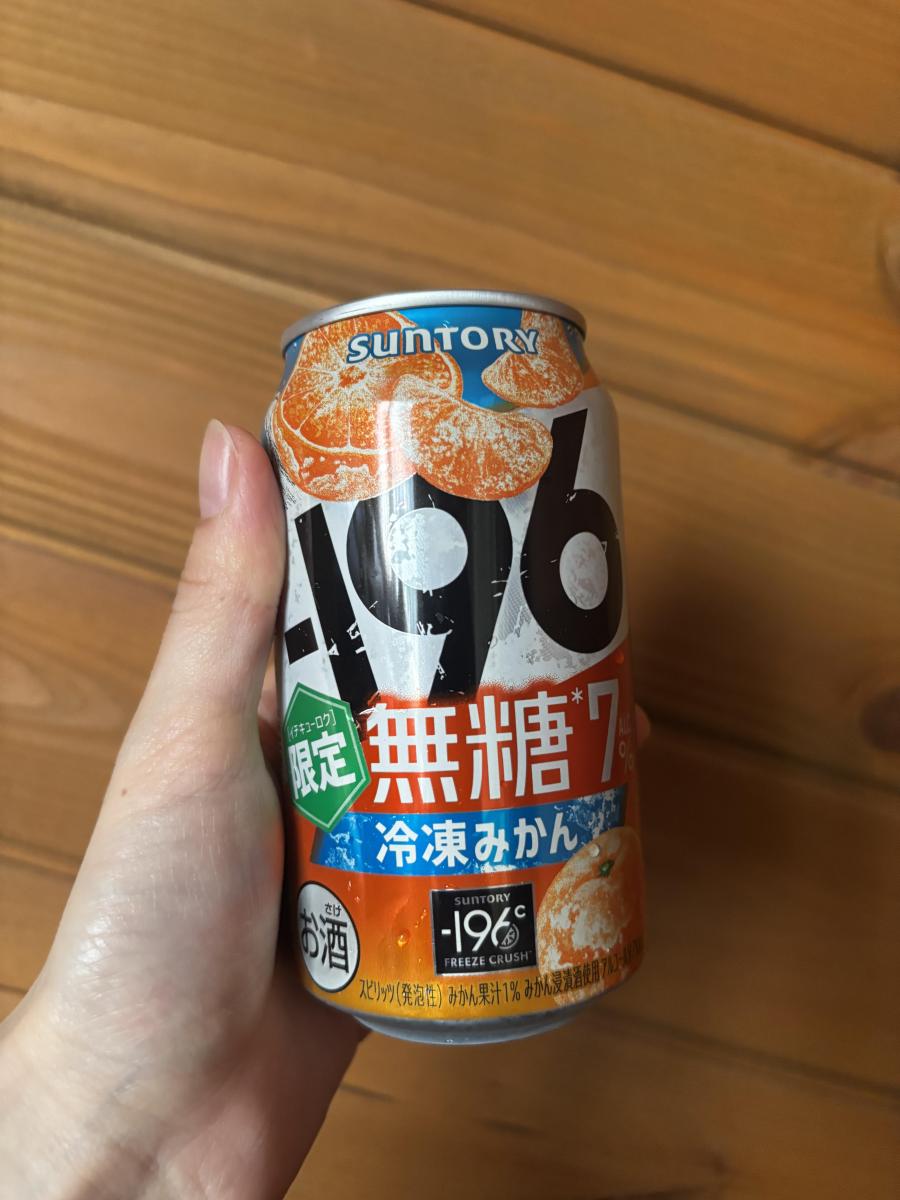 SUNTORY
-196
[イチキューロク]
限定
無糖*7
ALC.
%
冷凍みかん
さけ
お酒
SUNTORY
-196℃
FREEZE CRUSH
スピリッツ(発泡性) みかん果汁1% みかん浸漬酒使用